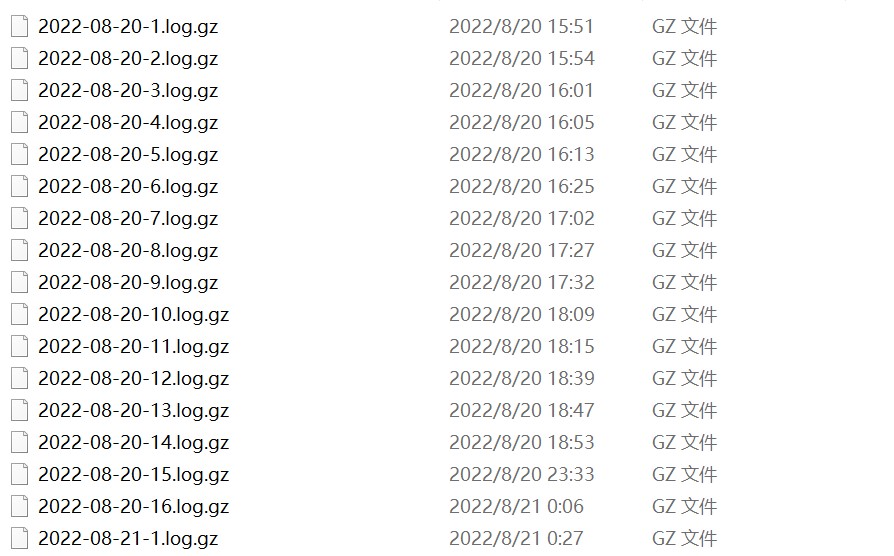 2022-08-20-1.log.gz 2022/8/20 15:51 GZ 文件
2022-08-20-2.log.gz 2022/8/20 15:54 GZ 文件
2022-08-20-3.log.gz 2022/8/20 16:01 GZ 文件
2022-08-20-4.log.gz 2022/8/20 16:05 GZ 文件
2022-08-20-5.log.gz 2022/8/20 16:13 GZ 文件
2022-08-20-6.log.gz 2022/8/20 16:25 GZ 文件
2022-08-20-7.log.gz 2022/8/20 17:02 GZ 文件
2022-08-20-8.log.gz 2022/8/20 17:27 GZ 文件
2022-08-20-9.log.gz 2022/8/20 17:32 GZ 文件
2022-08-20-10.log.gz 2022/8/20 18:09 GZ 文件
2022-08-20-11.log.gz 2022/8/20 18:15 GZ 文件
2022-08-20-12.log.gz 2022/8/20 18:39 GZ 文件
2022-08-20-13.log.gz 2022/8/20 18:47 GZ 文件
2022-08-20-14.log.gz 2022/8/20 18:53 GZ 文件
2022-08-20-15.log.gz 2022/8/20 23:33 GZ 文件
2022-08-20-16.log.gz 2022/8/21 0:06 GZ 文件
2022-08-21-1.log.gz 2022/8/21 0:27 GZ 文件